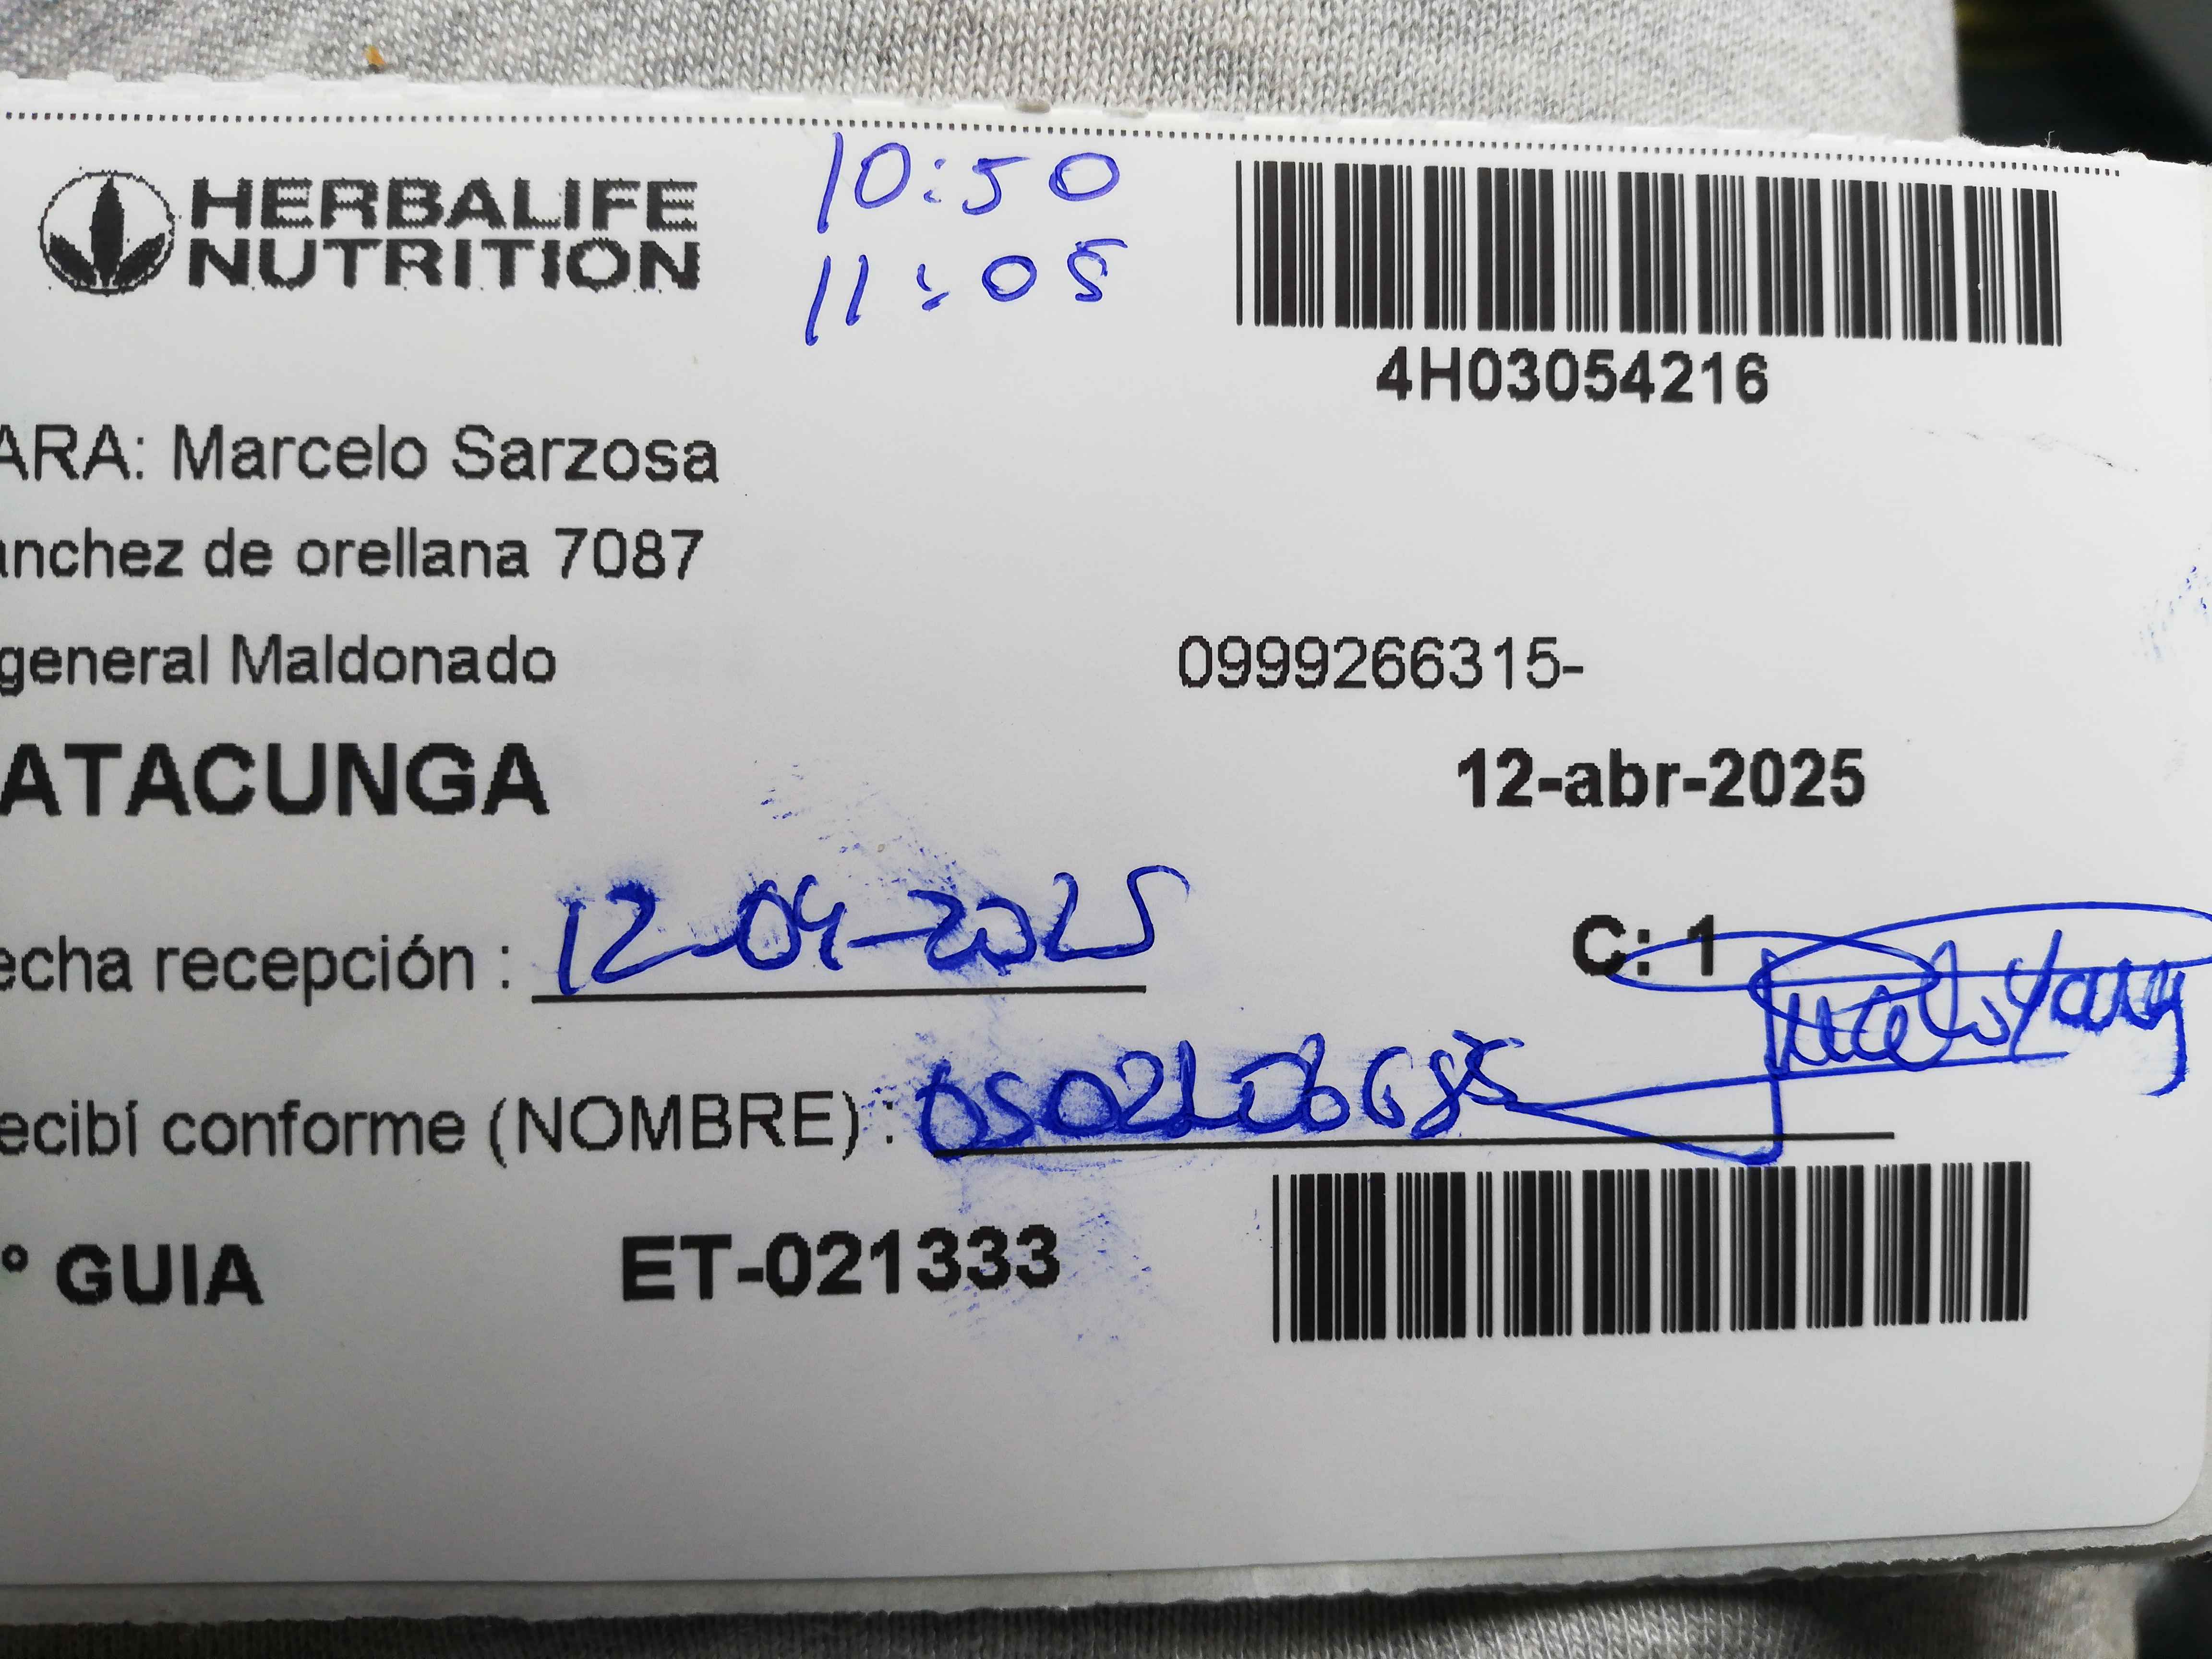 HERBALIFE
NUTRITION
10:50
11:05
4H03054216
ARA: Marcelo Sarzosa
anchez de orellana 7087
general Maldonado
0999266315-
ATACUNGA
12-abr-2025
echa recepción : 12-04-2025
C: 1
ecibí conforme (NOMBRE) :
° GUIA ET-021333